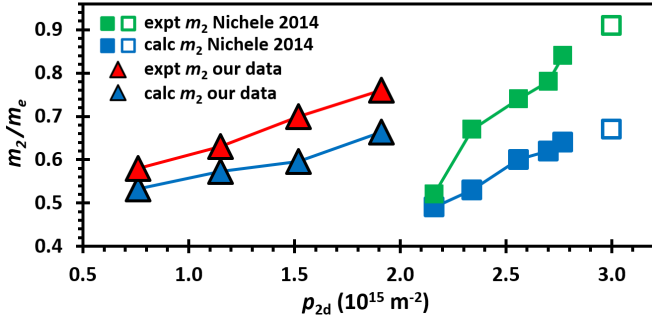 0.9
0.8
0.7
0.6
0.5
0.4
m2/me
expt m2 Nichele 2014
calc m2 Nichele 2014
expt m2 our data
calc m2 our data
0.5 1.0 1.5 2.0 2.5 3.0
p2d (10^15 m^-2)